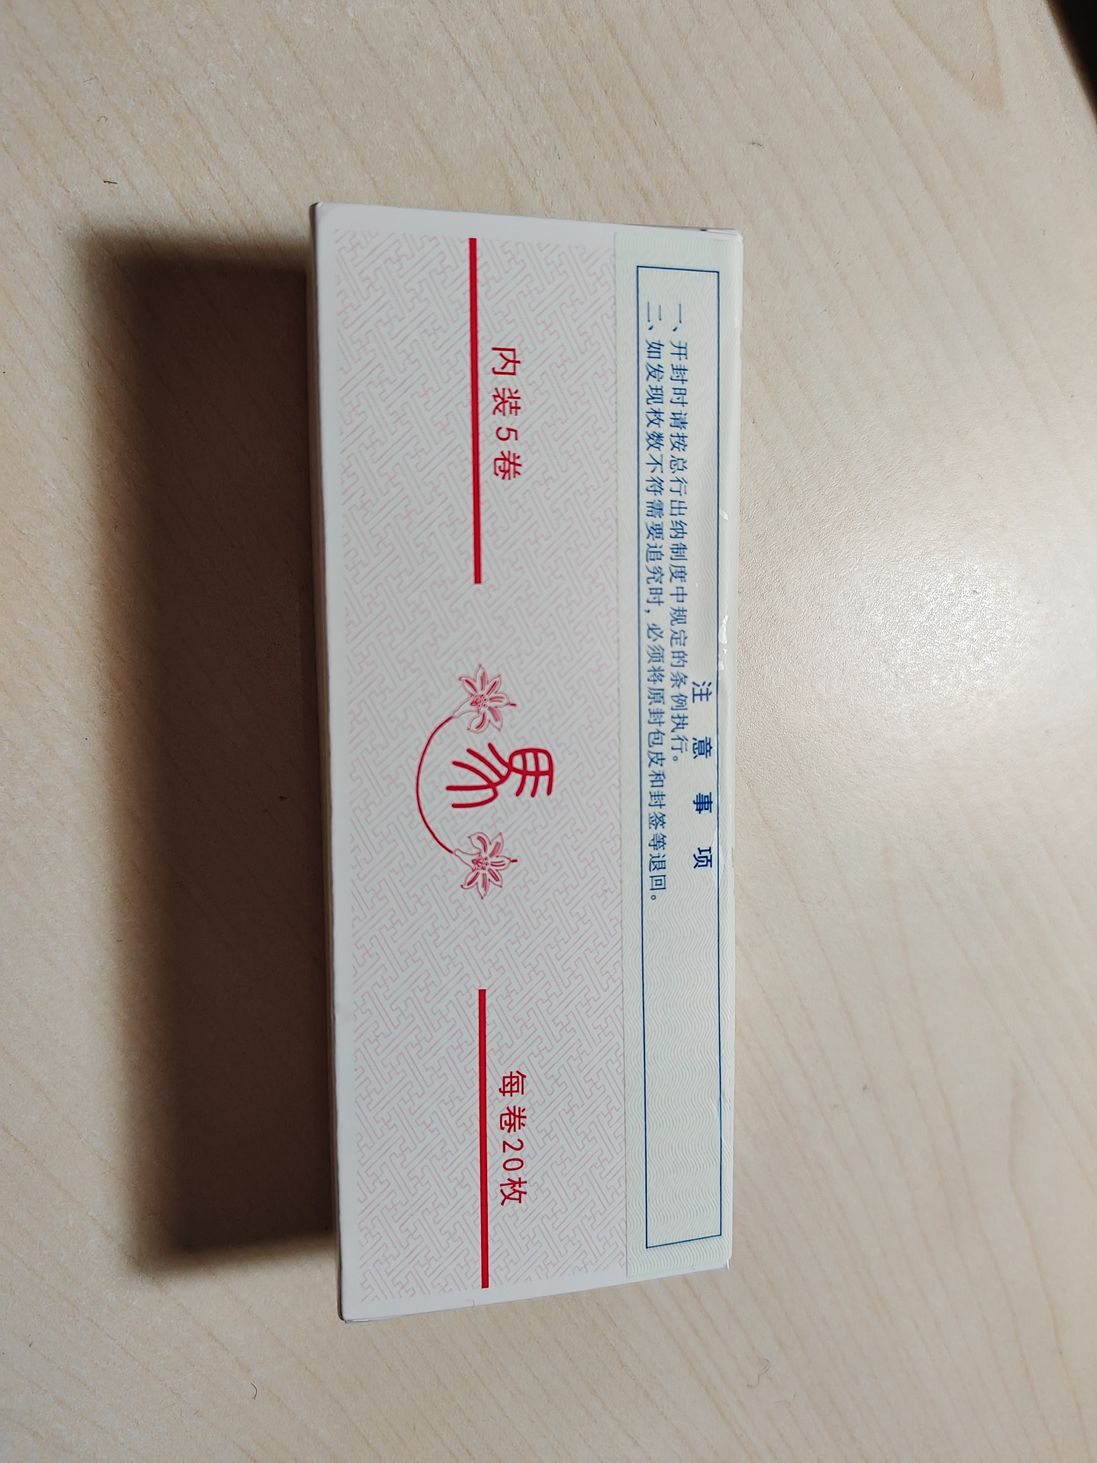 注意事项
一、开封时请按总行出纳制度中规定的条例执行。
二、如发现枚数不符需要追究时，必须将原封包皮和封签等退回。
内装5卷
每卷20枚